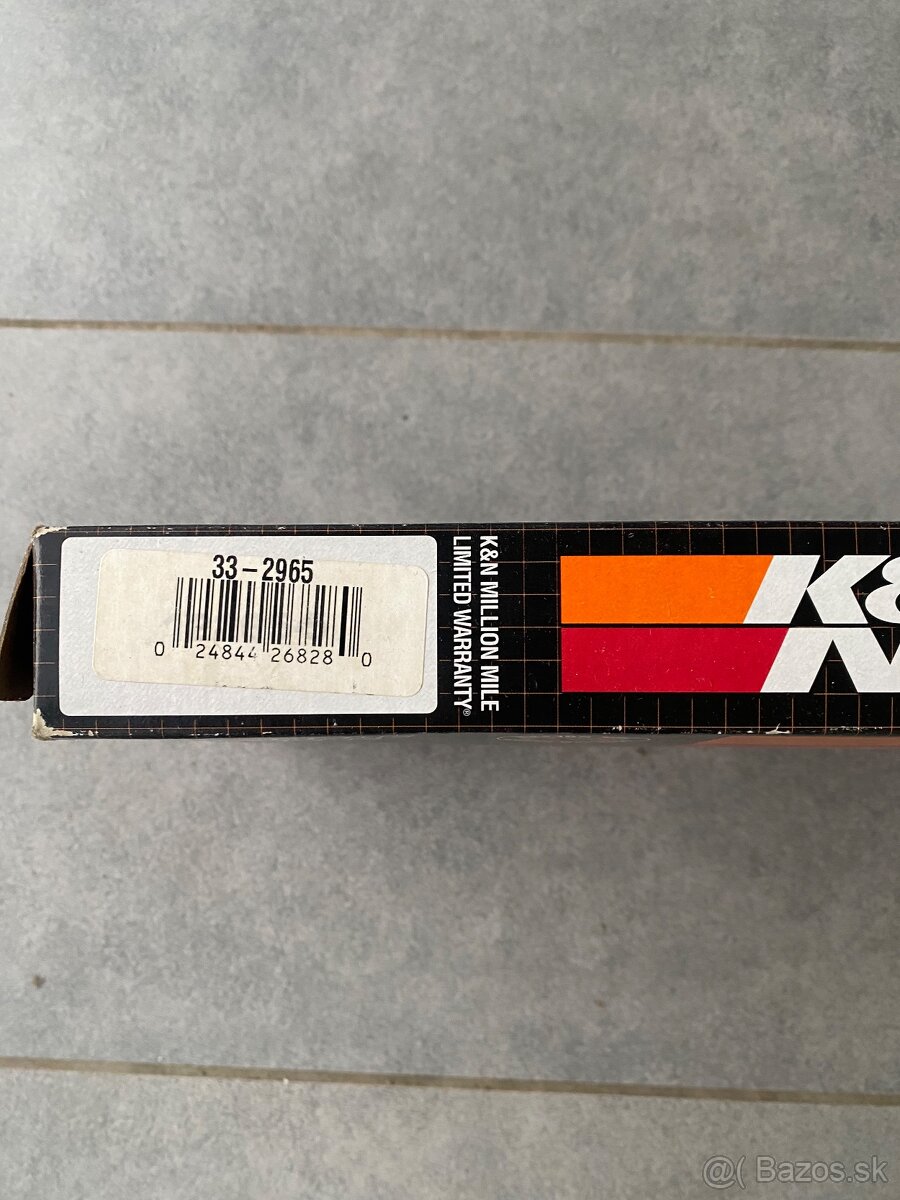 33-2965
0 24844 26828 0
K&N MILLION MILE
LIMITED WARRANTY®
K&
N
@( Bazos.sk